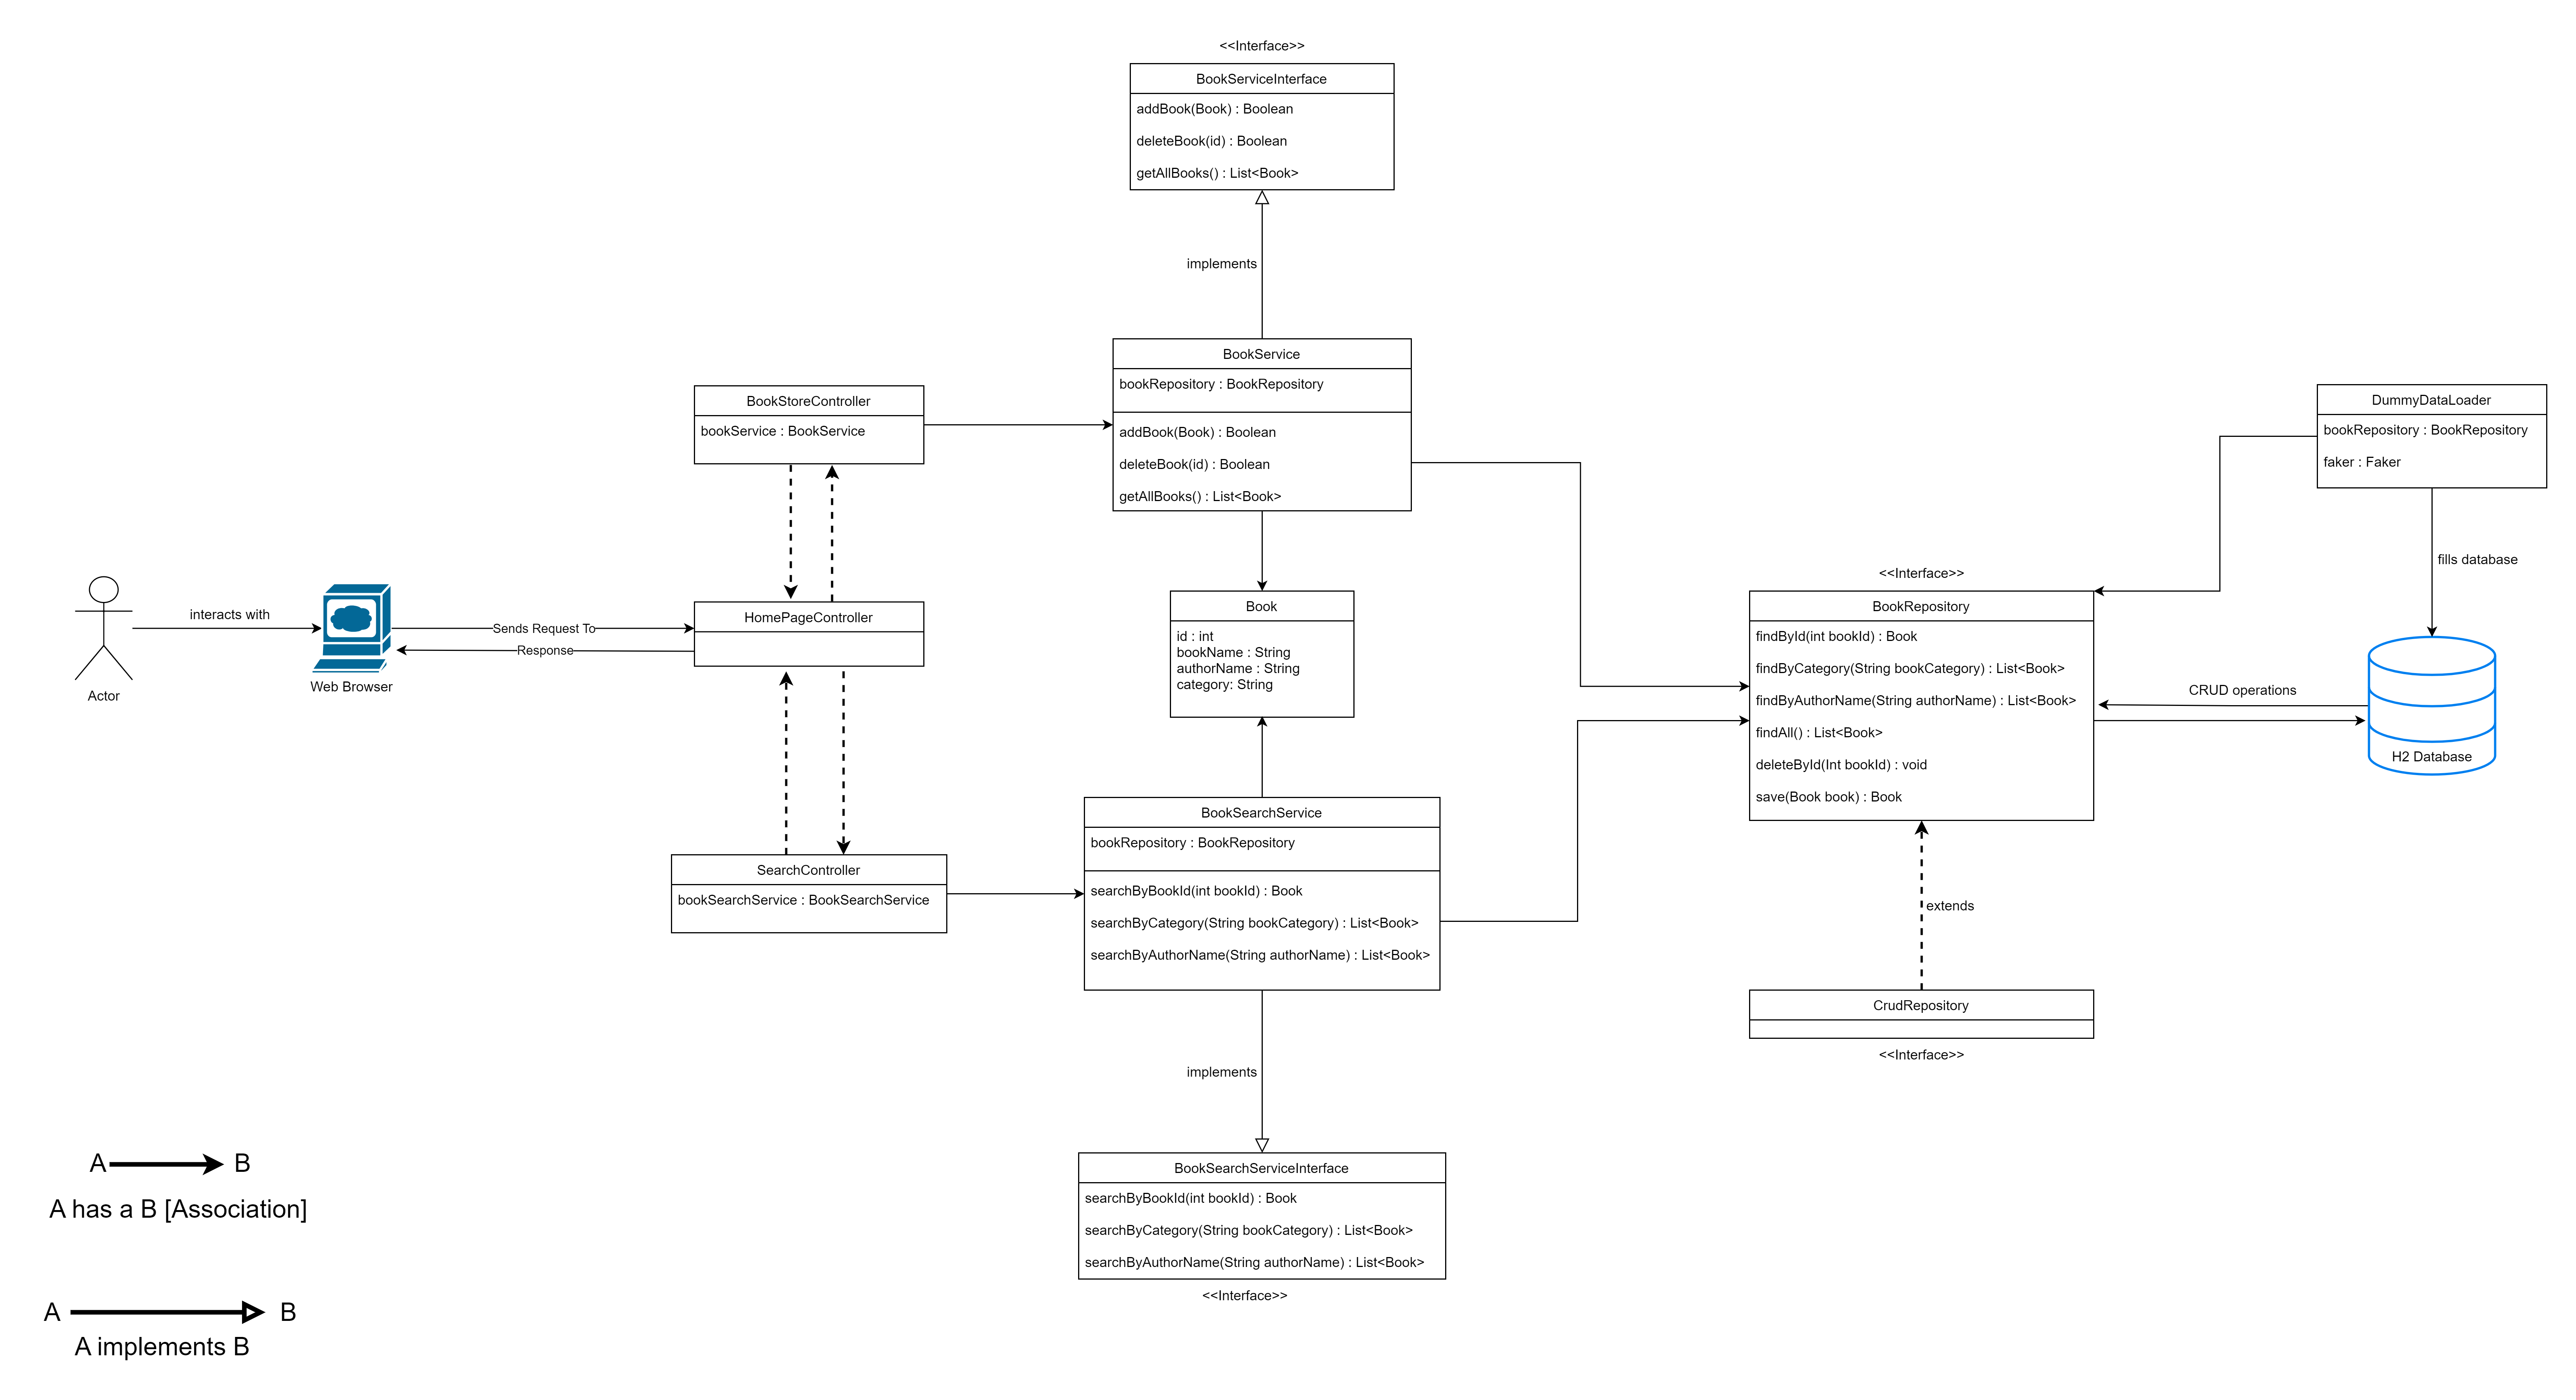 <<Interface>>
BookServiceInterface
addBook(Book) : Boolean
deleteBook(id) : Boolean
getAllBooks() : List<Book>
implements
BookService
bookRepository : BookRepository
addBook(Book) : Boolean
deleteBook(id) : Boolean
getAllBooks() : List<Book>
BookStoreController
bookService : BookService
DummyDataLoader
bookRepository : BookRepository
faker : Faker
fills database
Actor
interacts with
Web Browser
Sends Request To
Response
HomePageController
Book
id : int
bookName : String
authorName : String
category: String
<<Interface>>
BookRepository
findById(int bookId) : Book
findByCategory(String bookCategory) : List<Book>
findByAuthorName(String authorName) : List<Book>
findAll() : List<Book>
deleteById(Int bookId) : void
save(Book book) : Book
CRUD operations
H2 Database
SearchController
bookSearchService : BookSearchService
BookSearchService
bookRepository : BookRepository
searchByBookId(int bookId) : Book
searchByCategory(String bookCategory) : List<Book>
searchByAuthorName(String authorName) : List<Book>
extends
CrudRepository
<<Interface>>
implements
BookSearchServiceInterface
searchByBookId(int bookId) : Book
searchByCategory(String bookCategory) : List<Book>
searchByAuthorName(String authorName) : List<Book>
<<Interface>>
A B
A has a B [Association]
A B
A implements B